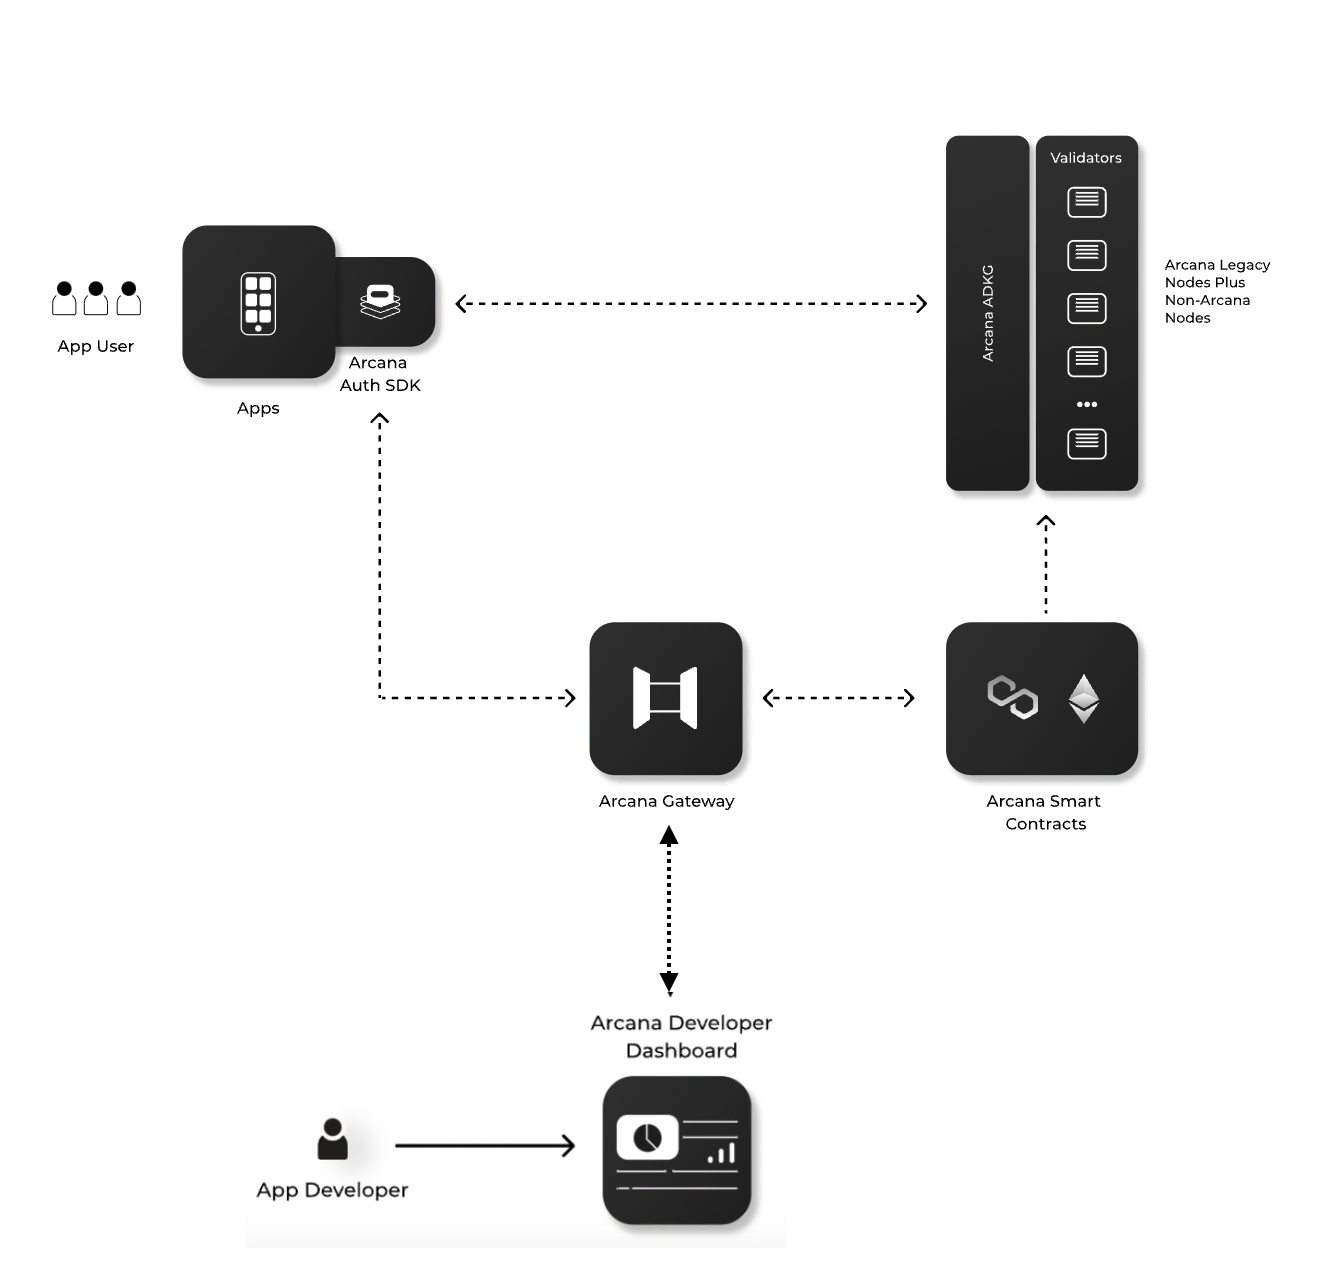 Validators
Arcana ADKG
Arcana Legacy
Nodes Plus
Non-Arcana
Nodes
App User
Arcana
Auth SDK
Apps
Arcana Gateway
Arcana Smart
Contracts
Arcana Developer
Dashboard
App Developer